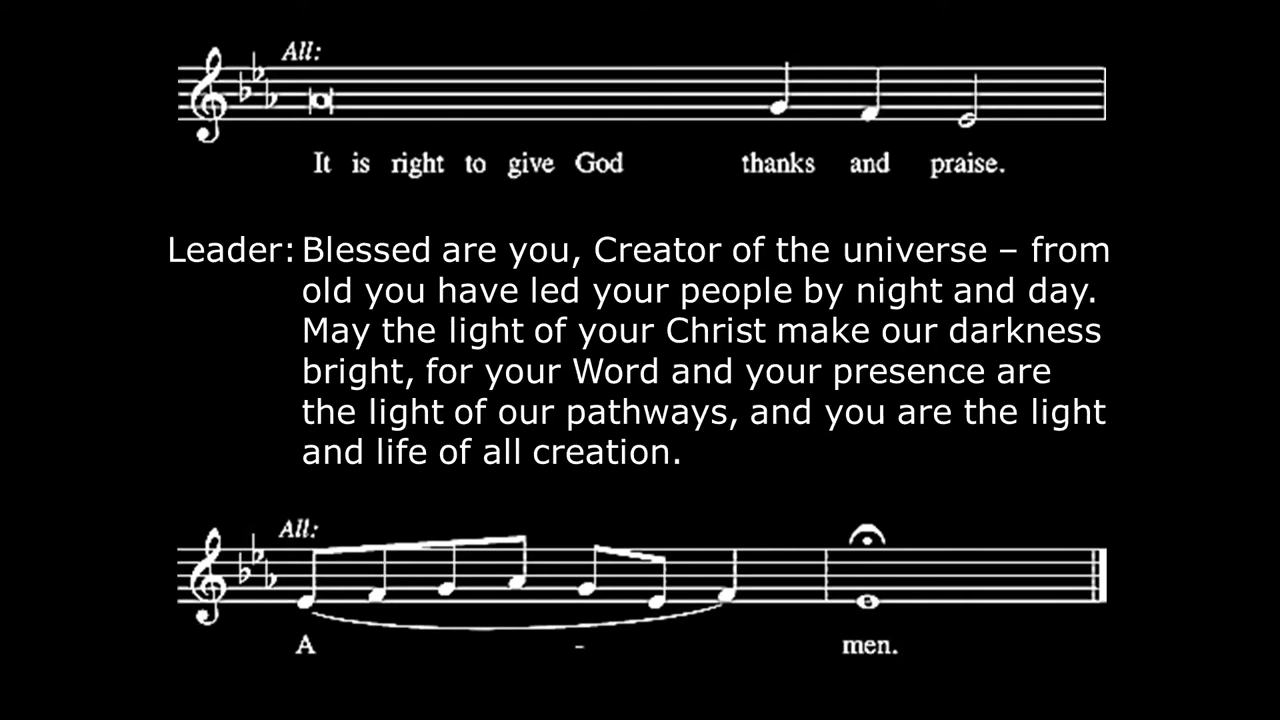 All:
It is right to give God thanks and praise.
Leader: Blessed are you, Creator of the universe – from
old you have led your people by night and day.
May the light of your Christ make our darkness
bright, for your Word and your presence are
the light of our pathways, and you are the light
and life of all creation.
All:
A - men.